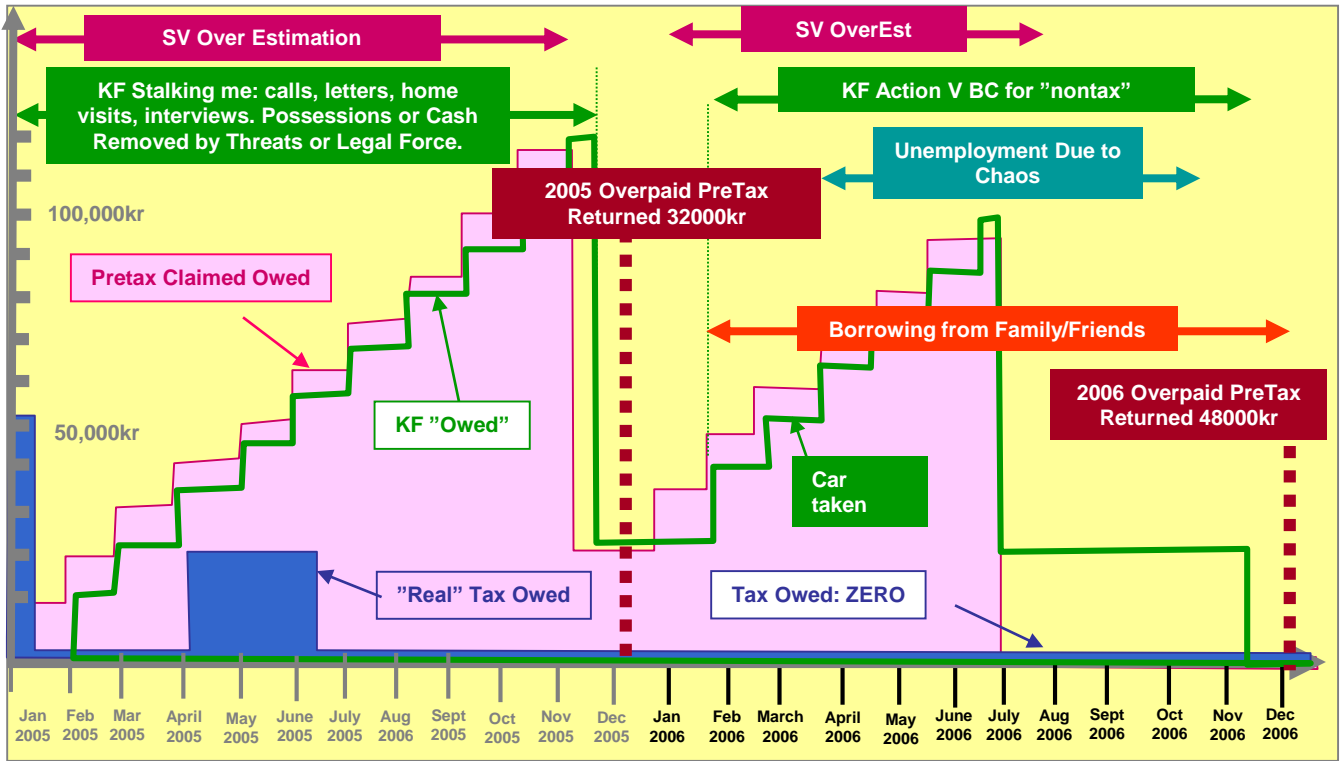 SV Over Estimation
SV OverEst
KF Stalking me: calls, letters, home
visits, interviews. Possessions or Cash
Removed by Threats or Legal Force.
KF Action V BC for ”nontax”
Unemployment Due to
Chaos
2005 Overpaid PreTax
Returned 32000kr
100,000kr
Pretax Claimed Owed
Borrowing from Family/Friends
2006 Overpaid PreTax
Returned 48000kr
KF ”Owed”
50,000kr
Car
taken
”Real” Tax Owed
Tax Owed: ZERO
Jan
2005
Feb
2005
Mar
2005
April
2005
May
2005
June
2005
July
2005
Aug
2005
Sept
2005
Oct
2005
Nov
2005
Dec
2005
Jan
2006
Feb
2006
March
2006
April
2006
May
2006
June
2006
July
2006
Aug
2006
Sept
2006
Oct
2006
Nov
2006
Dec
2006